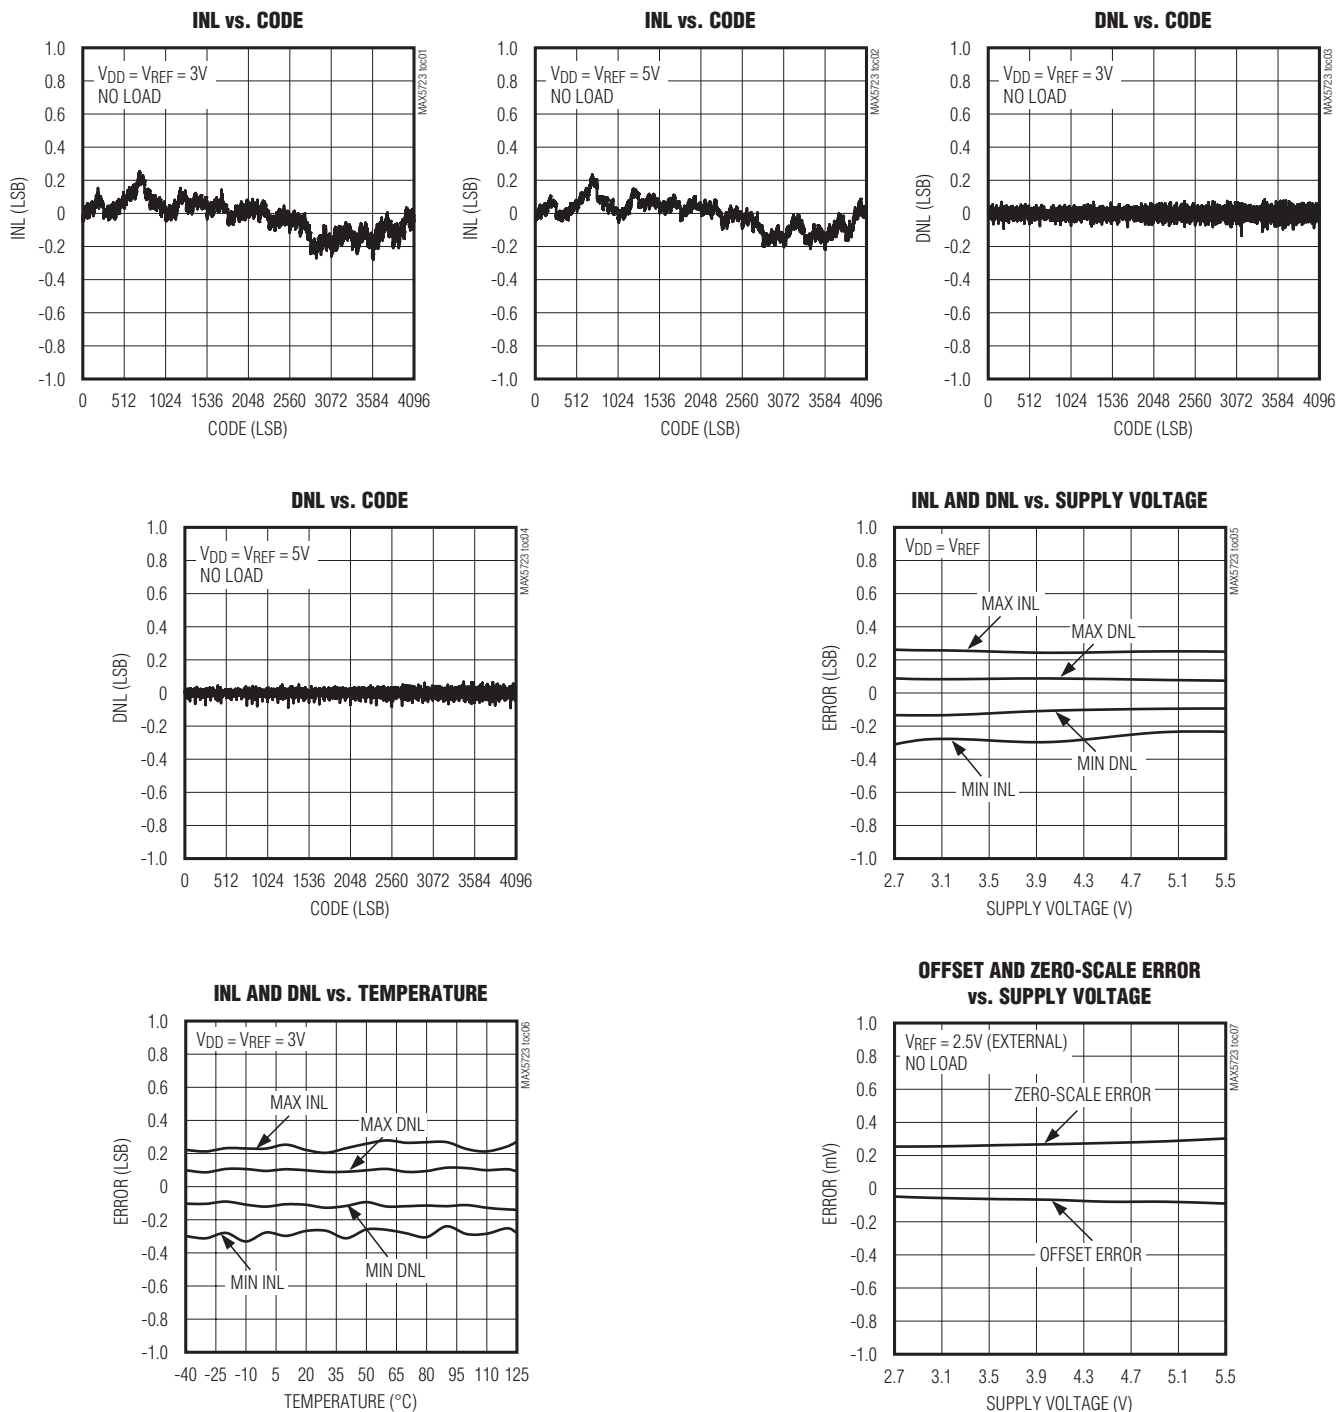 INL vs. CODE
1.0
0.8
0.6
0.4
0.2
0
-0.2
-0.4
-0.6
-0.8
-1.0
INL (LSB)
VDD = VREF = 3V
NO LOAD
MAX5723 toc01
0 512 1024 1536 2048 2560 3072 3584 4096
CODE (LSB)
INL vs. CODE
1.0
0.8
0.6
0.4
0.2
0
-0.2
-0.4
-0.6
-0.8
-1.0
INL (LSB)
VDD = VREF = 5V
NO LOAD
MAX5723 toc02
0 512 1024 1536 2048 2560 3072 3584 4096
CODE (LSB)
DNL vs. CODE
1.0
0.8
0.6
0.4
0.2
0
-0.2
-0.4
-0.6
-0.8
-1.0
DNL (LSB)
VDD = VREF = 3V
NO LOAD
MAX5723 toc03
0 512 1024 1536 2048 2560 3072 3584 4096
CODE (LSB)
DNL vs. CODE
1.0
0.8
0.6
0.4
0.2
0
-0.2
-0.4
-0.6
-0.8
-1.0
DNL (LSB)
VDD = VREF = 5V
NO LOAD
MAX5723 toc04
0 512 1024 1536 2048 2560 3072 3584 4096
CODE (LSB)
INL AND DNL vs. SUPPLY VOLTAGE
1.0
0.8
0.6
0.4
0.2
0
-0.2
-0.4
-0.6
-0.8
-1.0
ERROR (LSB)
VDD = VREF
MAX INL
MAX DNL
MIN DNL
MIN INL
MAX5723 toc05
2.7 3.1 3.5 3.9 4.3 4.7 5.1 5.5
SUPPLY VOLTAGE (V)
INL AND DNL vs. TEMPERATURE
1.0
0.8
0.6
0.4
0.2
0
-0.2
-0.4
-0.6
-0.8
-1.0
ERROR (LSB)
VDD = VREF = 3V
MAX INL
MAX DNL
MIN DNL
MIN INL
MAX5723 toc06
-40 -25 -10 5 20 35 50 65 80 95 110 125
TEMPERATURE (°C)
OFFSET AND ZERO-SCALE ERROR
vs. SUPPLY VOLTAGE
1.0
0.8
0.6
0.4
0.2
0
-0.2
-0.4
-0.6
-0.8
-1.0
ERROR (mV)
VREF = 2.5V (EXTERNAL)
NO LOAD
ZERO-SCALE ERROR
OFFSET ERROR
MAX5723 toc07
2.7 3.1 3.5 3.9 4.3 4.7 5.1 5.5
SUPPLY VOLTAGE (V)